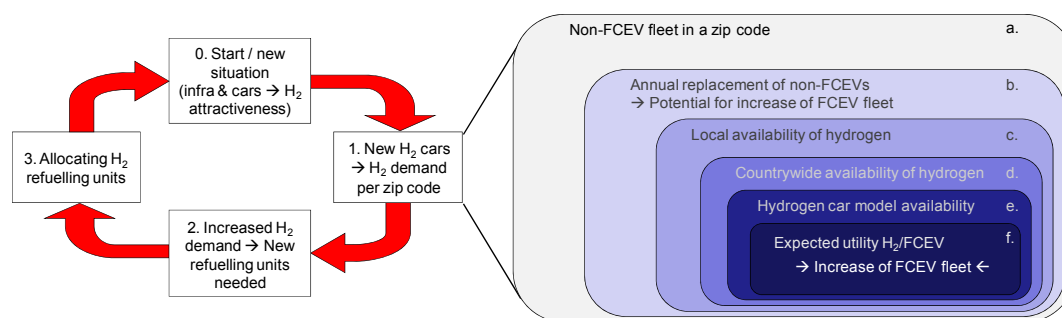 0. Start / new
situation
(infra & cars → H₂
attractiveness)
1. New H₂ cars
→ H₂ demand
per zip code
2. Increased H₂
demand → New
refuelling units
needed
3. Allocating H₂
refuelling units
Non-FCEV fleet in a zip code a.
Annual replacement of non-FCEVs b.
→ Potential for increase of FCEV fleet
Local availability of hydrogen c.
Countrywide availability of hydrogen d.
Hydrogen car model availability e.
Expected utility H₂/FCEV f.
→ Increase of FCEV fleet ←